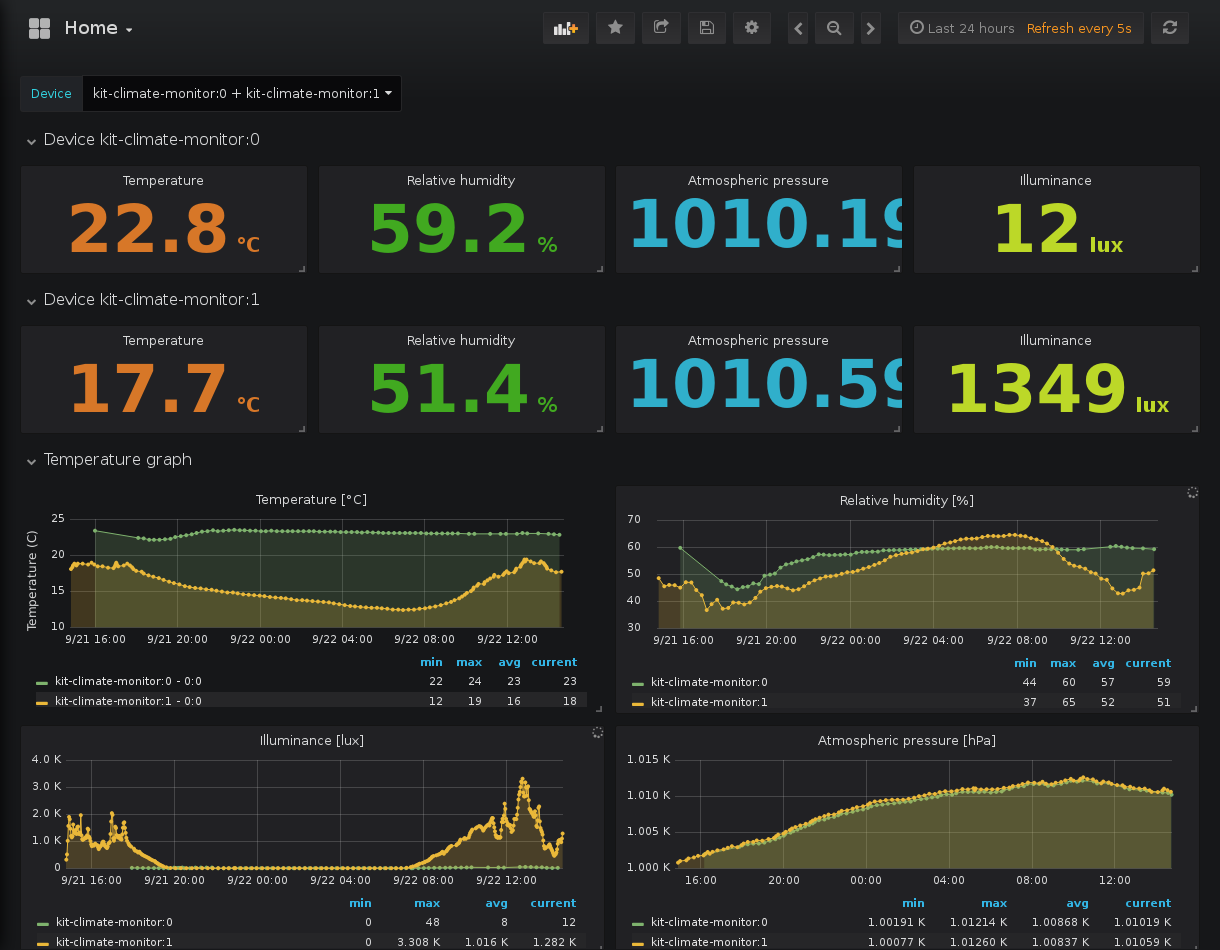 Home
Last 24 hours Refresh every 5s
Device kit-climate-monitor:0 + kit-climate-monitor:1
Device kit-climate-monitor:0
Temperature Relative humidity Atmospheric pressure Illuminance
22.8 °C 59.2 % 1010.19 12 lux
Device kit-climate-monitor:1
Temperature Relative humidity Atmospheric pressure Illuminance
17.7 °C 51.4 % 1010.59 1349 lux
Temperature graph
Temperature [°C]
Temperature (C)
25
20
15
10
9/21 16:00 9/21 20:00 9/22 00:00 9/22 04:00 9/22 08:00 9/22 12:00
min max avg current
kit-climate-monitor:0 - 0:0 22 24 23 23
kit-climate-monitor:1 - 0:0 12 19 16 18
Relative humidity [%]
70
60
50
40
30
9/21 16:00 9/21 20:00 9/22 00:00 9/22 04:00 9/22 08:00 9/22 12:00
min max avg current
kit-climate-monitor:0 44 60 57 59
kit-climate-monitor:1 37 65 52 51
Illuminance [lux]
4.0 K
3.0 K
2.0 K
1.0 K
0
9/21 16:00 9/21 20:00 9/22 00:00 9/22 04:00 9/22 08:00 9/22 12:00
min max avg current
kit-climate-monitor:0 0 48 8 12
kit-climate-monitor:1 0 3.308 K 1.016 K 1.282 K
Atmospheric pressure [hPa]
1.015 K
1.010 K
1.005 K
1.000 K
16:00 20:00 00:00 04:00 08:00 12:00
min max avg current
kit-climate-monitor:0 1.00191 K 1.01214 K 1.00868 K 1.01019 K
kit-climate-monitor:1 1.00077 K 1.01260 K 1.00837 K 1.01059 K